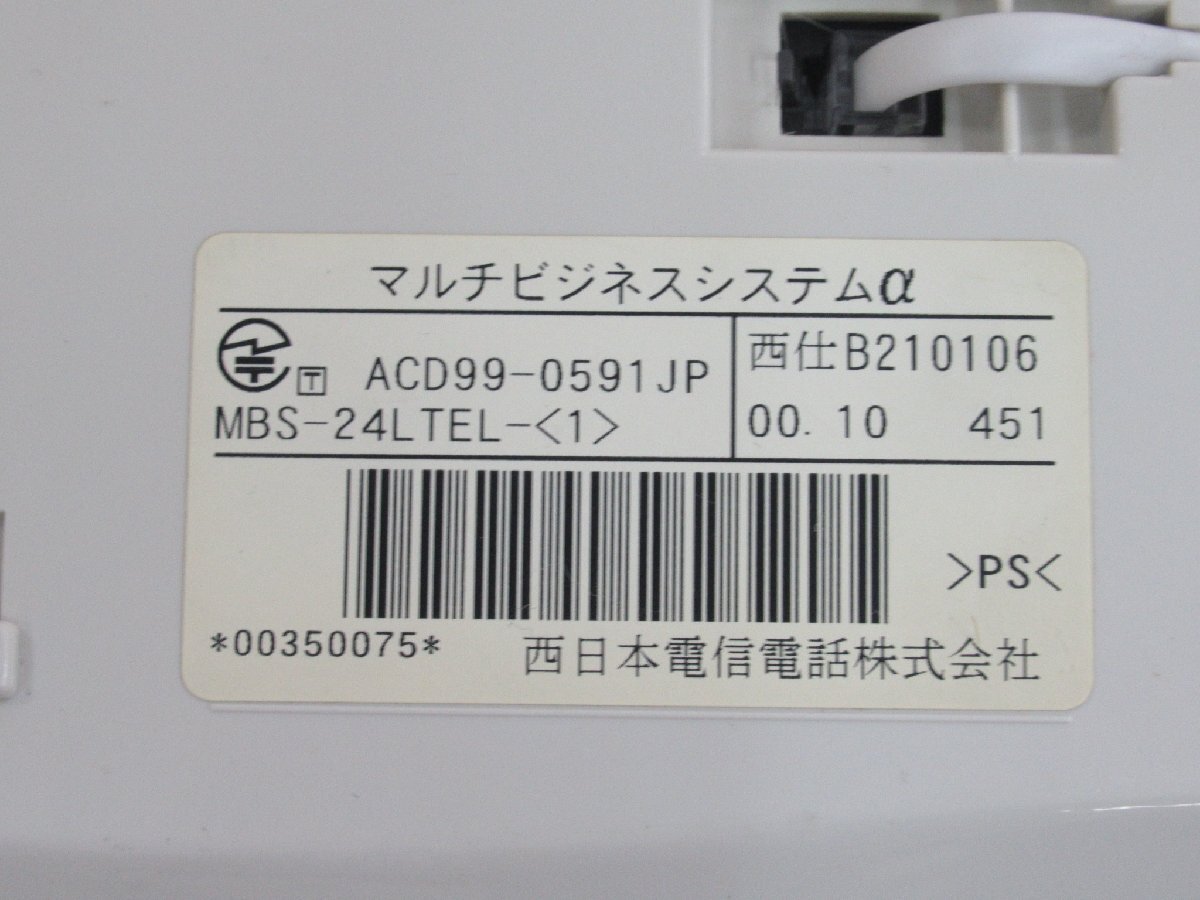 マルチビジネスシステムα
T ACD99-0591JP
MBS-24LTEL-<1>
西仕B210106
00.10 451
>PS<
*00350075*
西日本電信電話株式会社